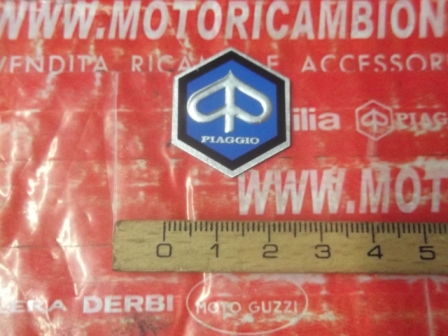 WWW.MOTORICAMBION
VENDITA RICA E ACCESSOR
PIAGGIO
ilia PIAGG
WWW.MOT
0 1 2 3 4 5
ERIA DERBI MOTO GUZZI